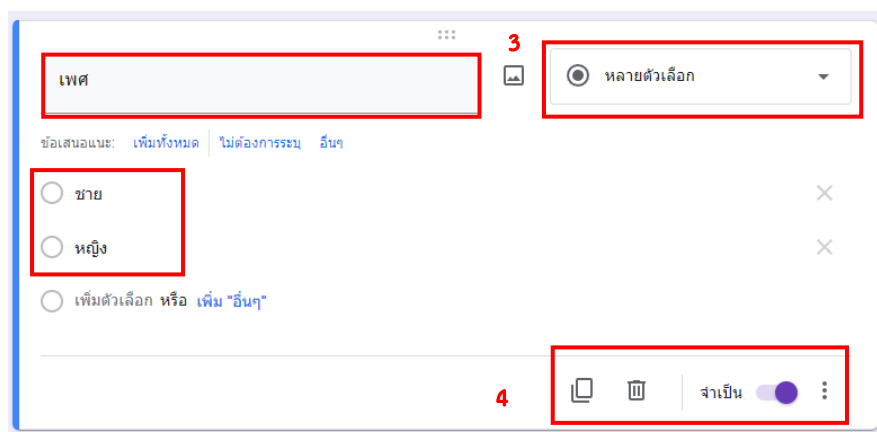 3
เพศ
หลายตัวเลือก
ข้อเสนอแนะ: เพิ่มทั้งหมด ไม่ต้องการระบุ อื่นๆ
ชาย
หญิง
เพิ่มตัวเลือก หรือ เพิ่ม "อื่นๆ"
4
จำเป็น